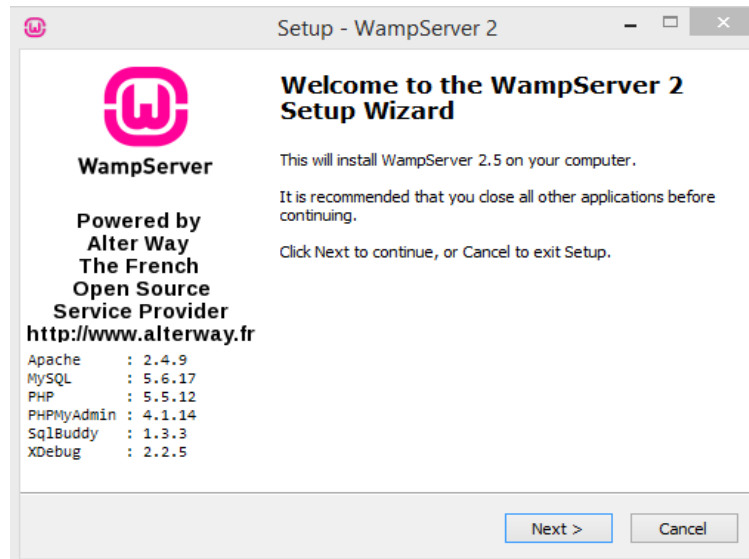 Setup - WampServer 2
WampServer
Powered by
Alter Way
The French
Open Source
Service Provider
http://www.alterway.fr
Apache : 2.4.9
MySQL : 5.6.17
PHP : 5.5.12
PHPMyAdmin : 4.1.14
SqlBuddy : 1.3.3
XDebug : 2.2.5
Welcome to the WampServer 2
Setup Wizard
This will install WampServer 2.5 on your computer.
It is recommended that you close all other applications before
continuing.
Click Next to continue, or Cancel to exit Setup.
Next >
Cancel